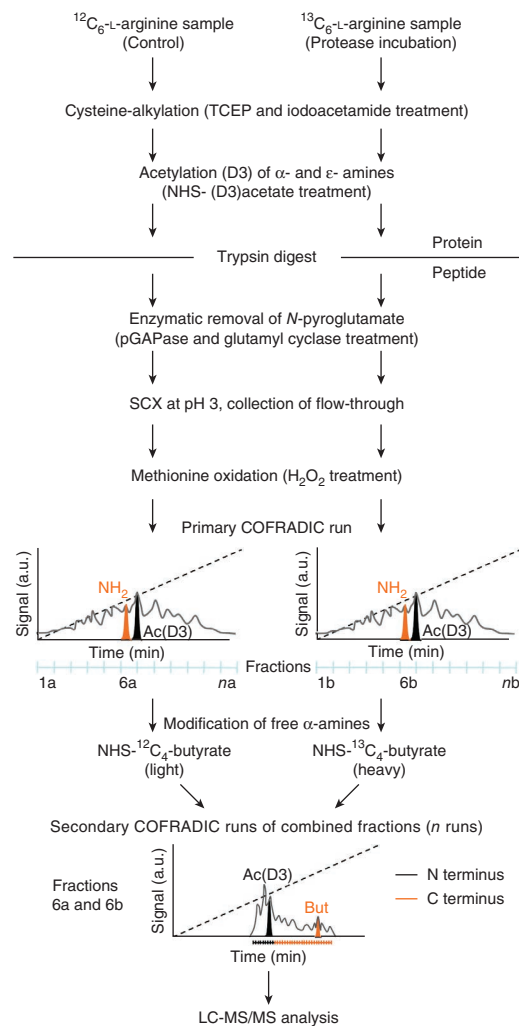 ¹²C₆-L-arginine sample
(Control)
¹³C₆-L-arginine sample
(Protease incubation)
Cysteine-alkylation (TCEP and iodoacetamide treatment)
Acetylation (D3) of α- and ε- amines
(NHS- (D3)acetate treatment)
Trypsin digest
Protein
Peptide
Enzymatic removal of N-pyroglutamate
(pGAPase and glutamyl cyclase treatment)
SCX at pH 3, collection of flow-through
Methionine oxidation (H₂O₂ treatment)
Primary COFRADIC run
Signal (a.u.)
NH₂
Ac(D3)
Time (min)
Signal (a.u.)
NH₂
Ac(D3)
Time (min)
Fractions
1a 6a na
1b 6b nb
Modification of free α-amines
NHS-¹²C₄-butyrate
(light)
NHS-¹³C₄-butyrate
(heavy)
Secondary COFRADIC runs of combined fractions (n runs)
Fractions
6a and 6b
Signal (a.u.)
Ac(D3)
But
Time (min)
N terminus
C terminus
LC-MS/MS analysis